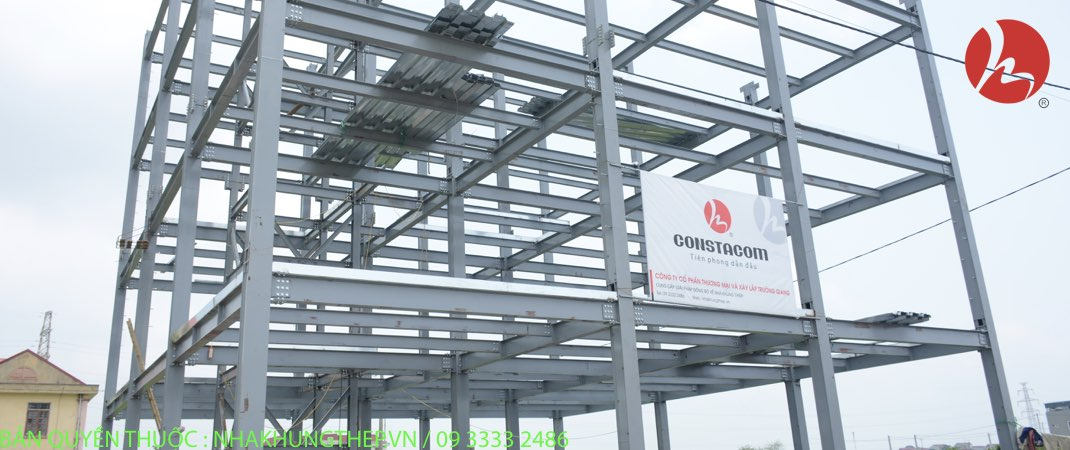 ®
®
CONSTACOM
Tiên phong dẫn đầu
CÔNG TY CỔ PHẦN THƯƠNG MẠI VÀ XÂY LẮP TRƯỜNG GIANG
BẢN QUYỀN THUỘC : NHAKHUNGTHEP.VN / 09 3333 2486